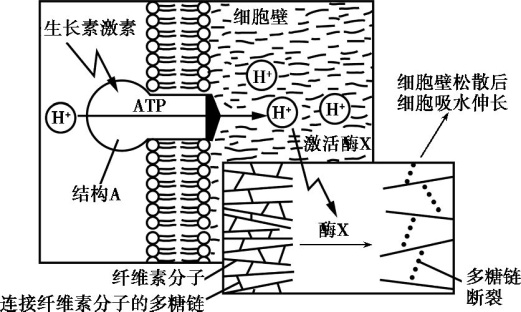 细胞壁
生长素激素
H⁺
ATP
H⁺
H⁺
H⁺
激活酶X
结构A
细胞壁松散后
细胞吸水伸长
酶X
纤维素分子
连接纤维素分子的多糖链
多糖链
断裂